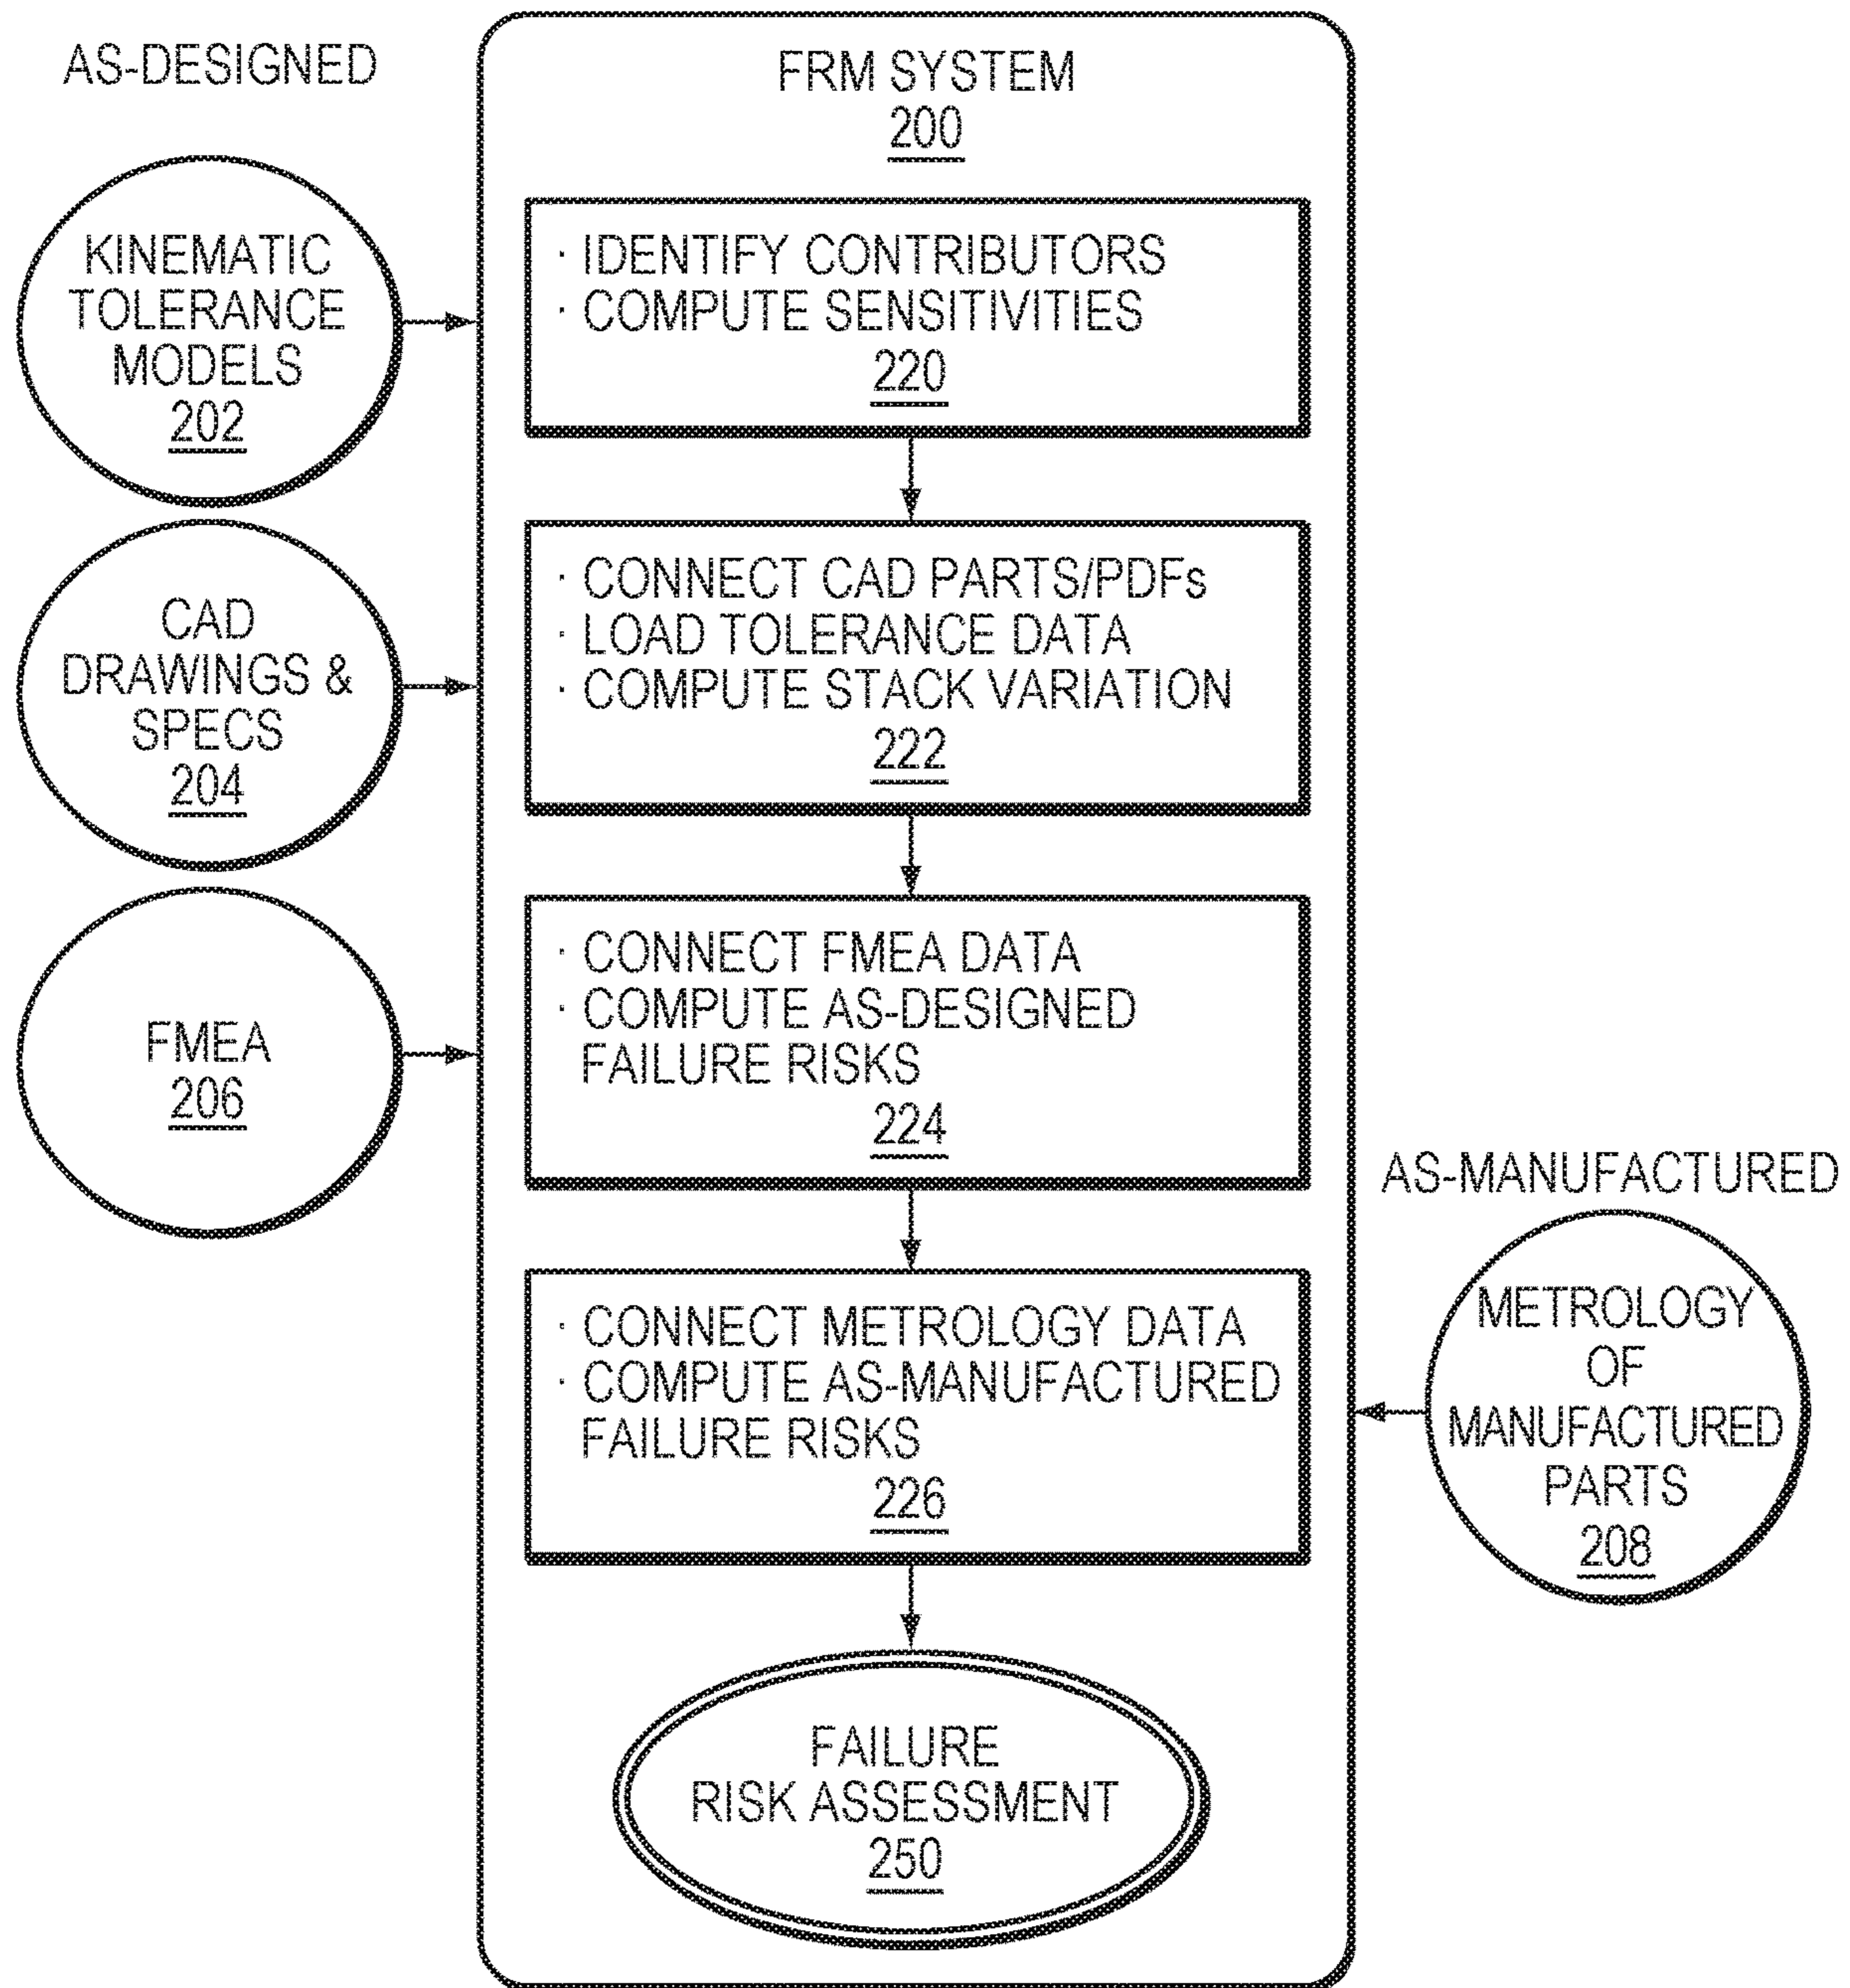 AS-DESIGNED
FRM SYSTEM
200
KINEMATIC
TOLERANCE
MODELS
202
· IDENTIFY CONTRIBUTORS
· COMPUTE SENSITIVITIES
220
CAD
DRAWINGS &
SPECS
204
· CONNECT CAD PARTS/PDFs
· LOAD TOLERANCE DATA
· COMPUTE STACK VARIATION
222
FMEA
206
· CONNECT FMEA DATA
· COMPUTE AS-DESIGNED
FAILURE RISKS
224
AS-MANUFACTURED
METROLOGY
OF
MANUFACTURED
PARTS
208
· CONNECT METROLOGY DATA
· COMPUTE AS-MANUFACTURED
FAILURE RISKS
226
FAILURE
RISK ASSESSMENT
250